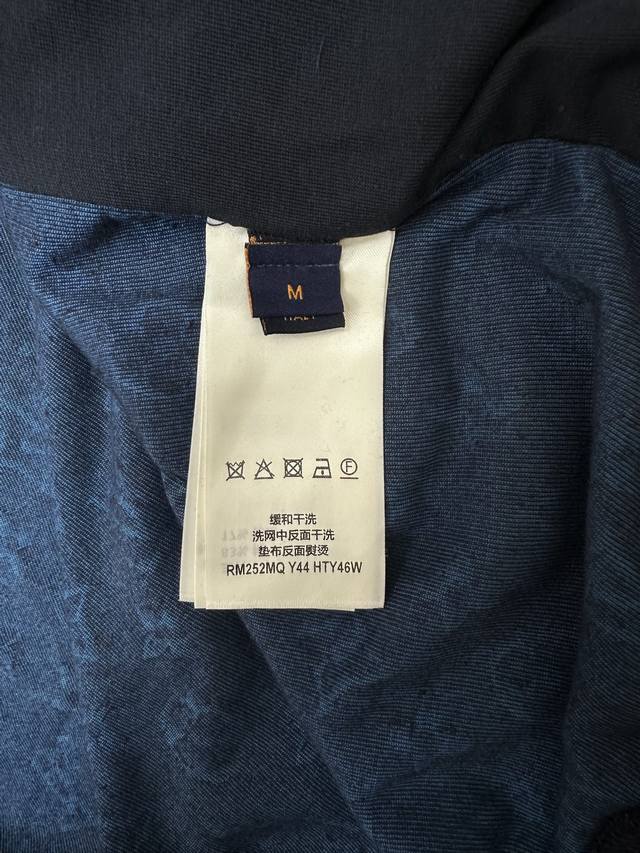 M
F
缓和干洗
洗网中反面干洗
垫布反面熨烫
RM252MQ Y44 HTY46W